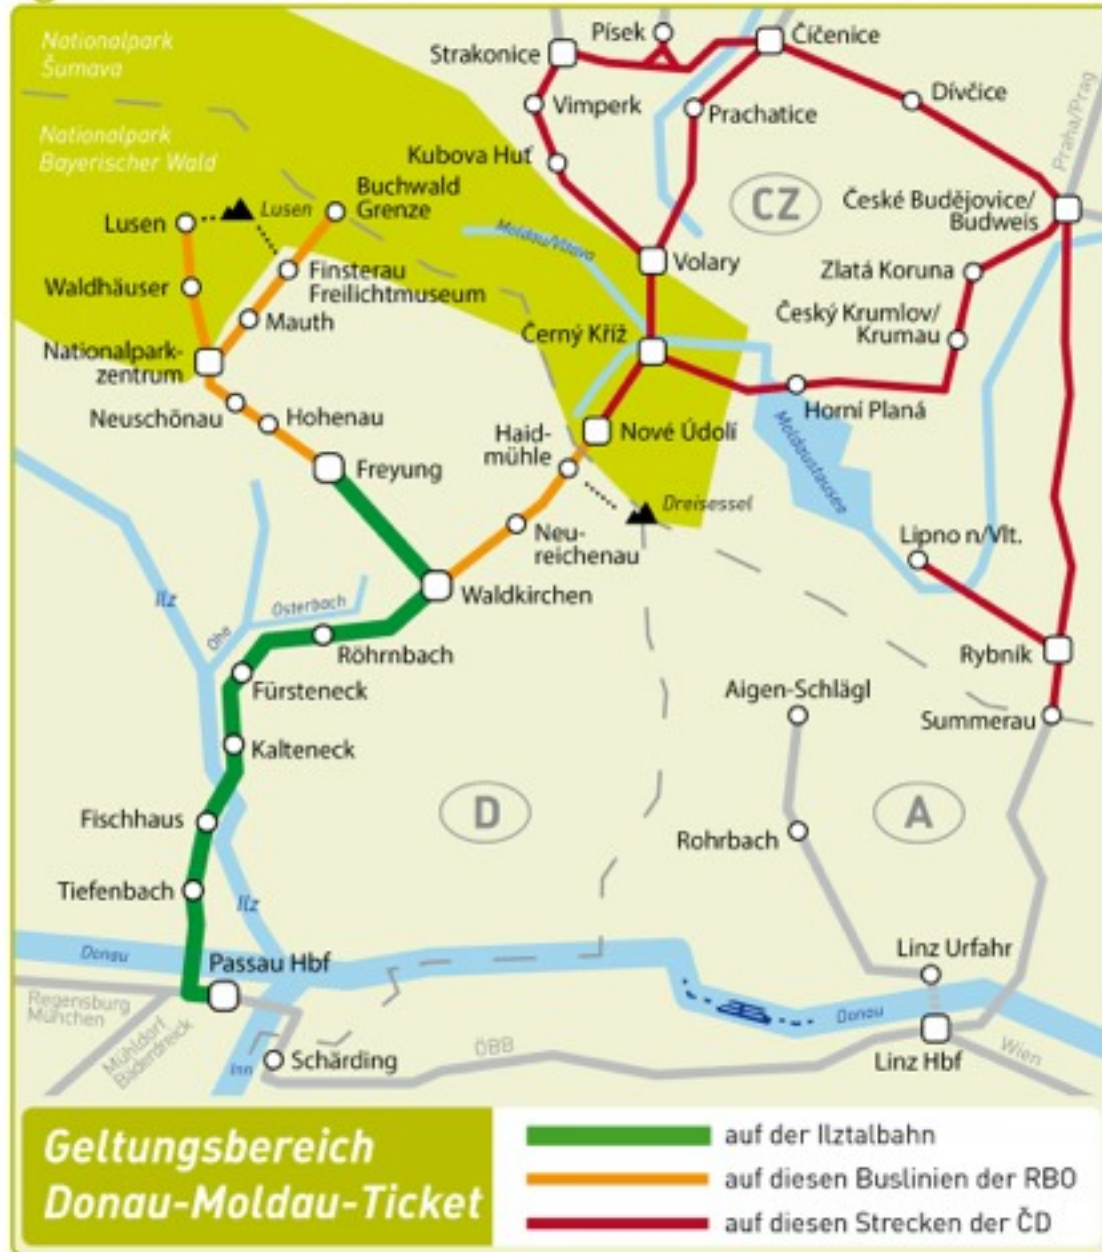 Nationalpark
Šumava
Nationalpark
Bayerischer Wald
Strakonice
Písek
Číčenice
Vimperk
Prachatice
Dívčice
Praha/Prag
Kubova Huť
CZ
České Budějovice/
Budweis
Lusen
Lusen
Buchwald
Grenze
Moldau/Vltava
Volary
Zlatá Koruna
Waldhäuser
Finsterau
Freilichtmuseum
Mauth
Český Krumlov/
Krumau
Černý Kříž
Nationalpark-
zentrum
Horní Planá
Neuschönau
Hohenau
Nové Údolí
Haid-
mühle
Moldaustausee
Freyung
Dreisessel
Neu-
reichenau
Lipno n/Vlt.
Ilz
Osterbach
Ohe
Waldkirchen
Röhrnbach
Rybník
Fürsteneck
Aigen-Schlägl
Summerau
Kalteneck
D
A
Fischhaus
Rohrbach
Tiefenbach
Ilz
Donau
Passau Hbf
Linz Urfahr
Regensburg
München
Mühldorf
Baderdreck
Donau
Inn
Schärding
ÖBB
Linz Hbf
Wien
Geltungsbereich
Donau-Moldau-Ticket
auf der Ilztalbahn
auf diesen Buslinien der RBO
auf diesen Strecken der ČD